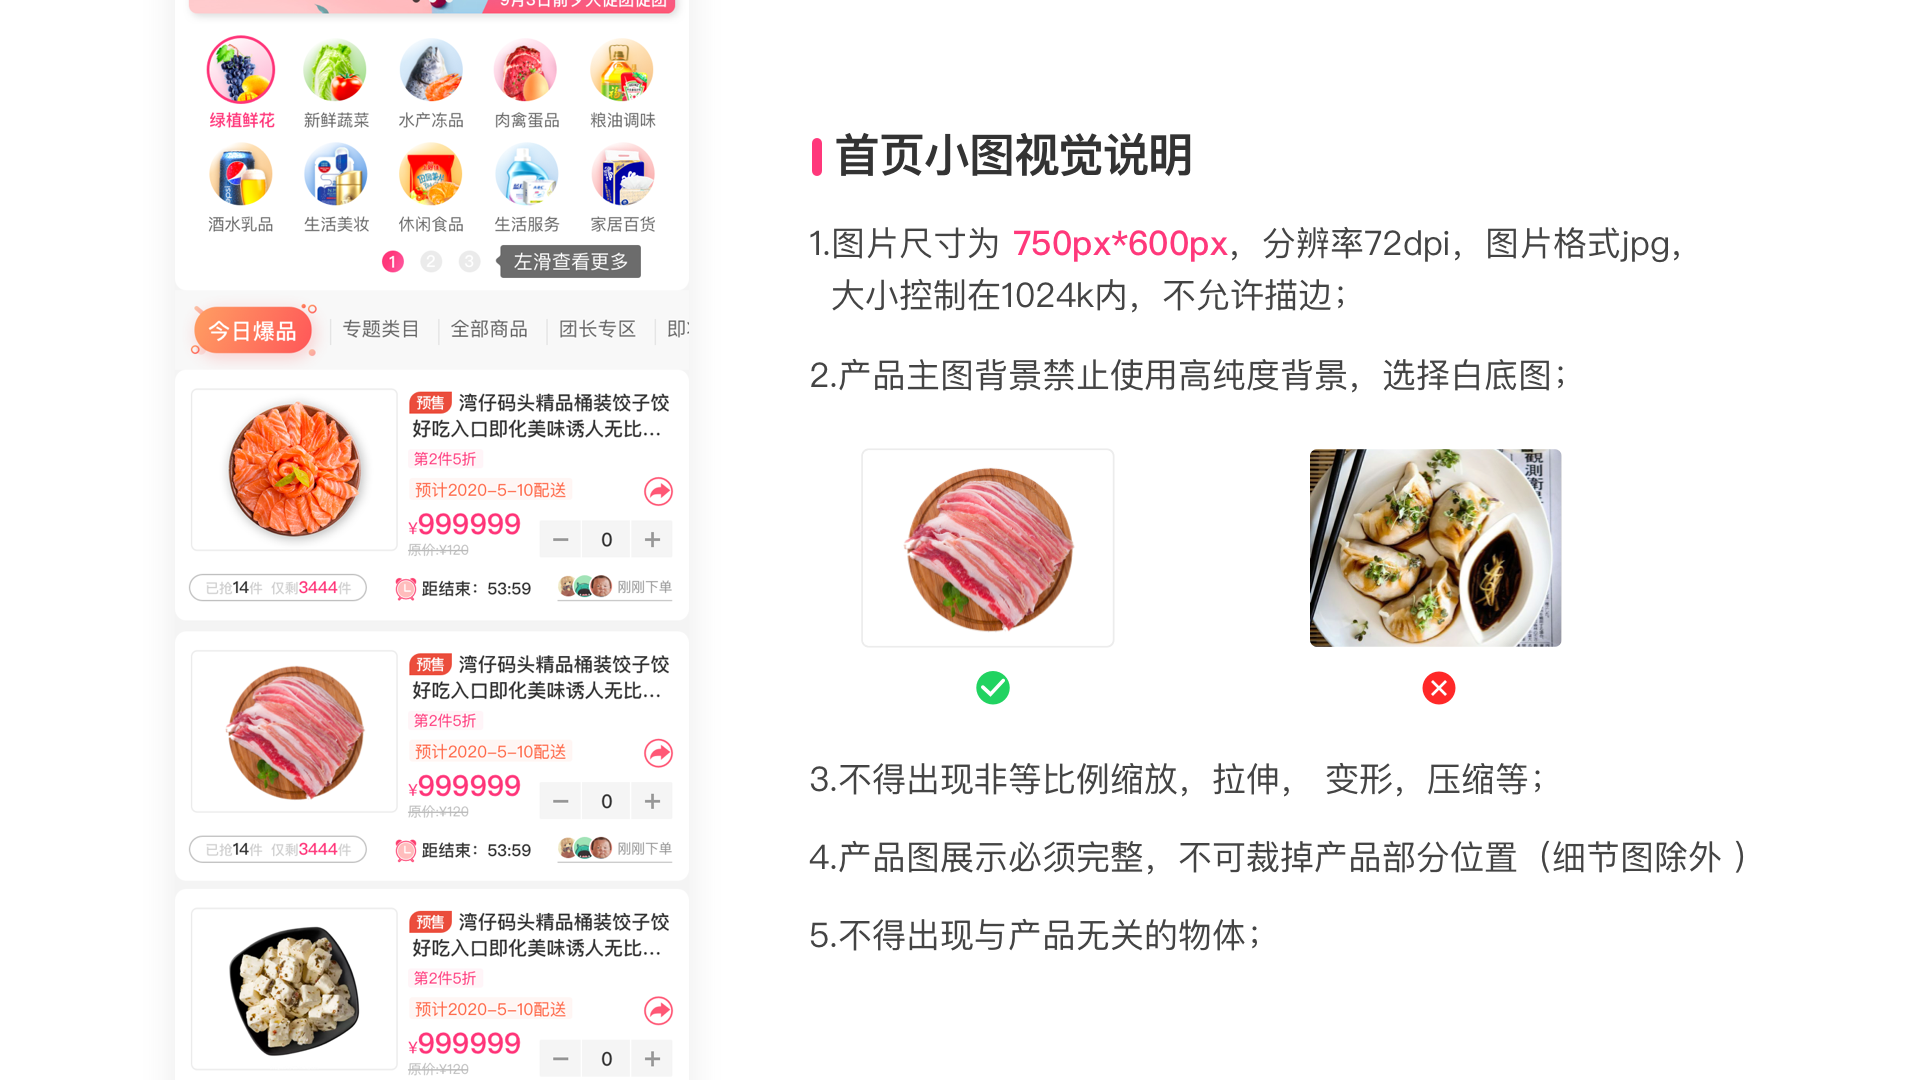 绿植鲜花 新鲜蔬菜 水产冻品 肉禽蛋品 粮油调味
酒水乳品 生活美妆 休闲食品 生活服务 家居百货
1 2 3 左滑查看更多
今日爆品 专题类目 全部商品 团长专区
预售 湾仔码头精品桶装饺子饺
好吃入口即化美味诱人无比...
第2件5折
预计2020-5-10配送
¥999999
原价:¥120
0
已抢14件 仅剩3444件 距结束：53:59 刚刚下单
预售 湾仔码头精品桶装饺子饺
好吃入口即化美味诱人无比...
第2件5折
预计2020-5-10配送
¥999999
原价:¥120
0
已抢14件 仅剩3444件 距结束：53:59 刚刚下单
预售 湾仔码头精品桶装饺子饺
好吃入口即化美味诱人无比...
第2件5折
预计2020-5-10配送
¥999999
原价:¥120
0
首页小图视觉说明
1.图片尺寸为 750px*600px，分辨率72dpi，图片格式jpg，
大小控制在1024k内，不允许描边；
2.产品主图背景禁止使用高纯度背景，选择白底图；
3.不得出现非等比例缩放，拉伸， 变形，压缩等；
4.产品图展示必须完整，不可裁掉产品部分位置（细节图除外 ）
5.不得出现与产品无关的物体；